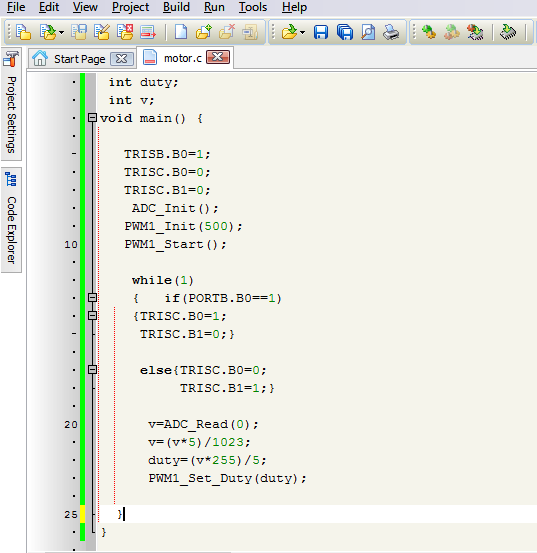 File Edit View Project Build Run Tools Help
Start Page motor.c
Project Settings
Code Explorer
int duty;
int v;
void main() {
TRISB.B0=1;
TRISC.B0=0;
TRISC.B1=0;
ADC_Init();
PWM1_Init(500);
10 PWM1_Start();
while(1)
{ if(PORTB.B0==1)
{TRISC.B0=1;
TRISC.B1=0;}
else{TRISC.B0=0;
TRISC.B1=1;}
20 v=ADC_Read(0);
v=(v*5)/1023;
duty=(v*255)/5;
PWM1_Set_Duty(duty);
25 }
}